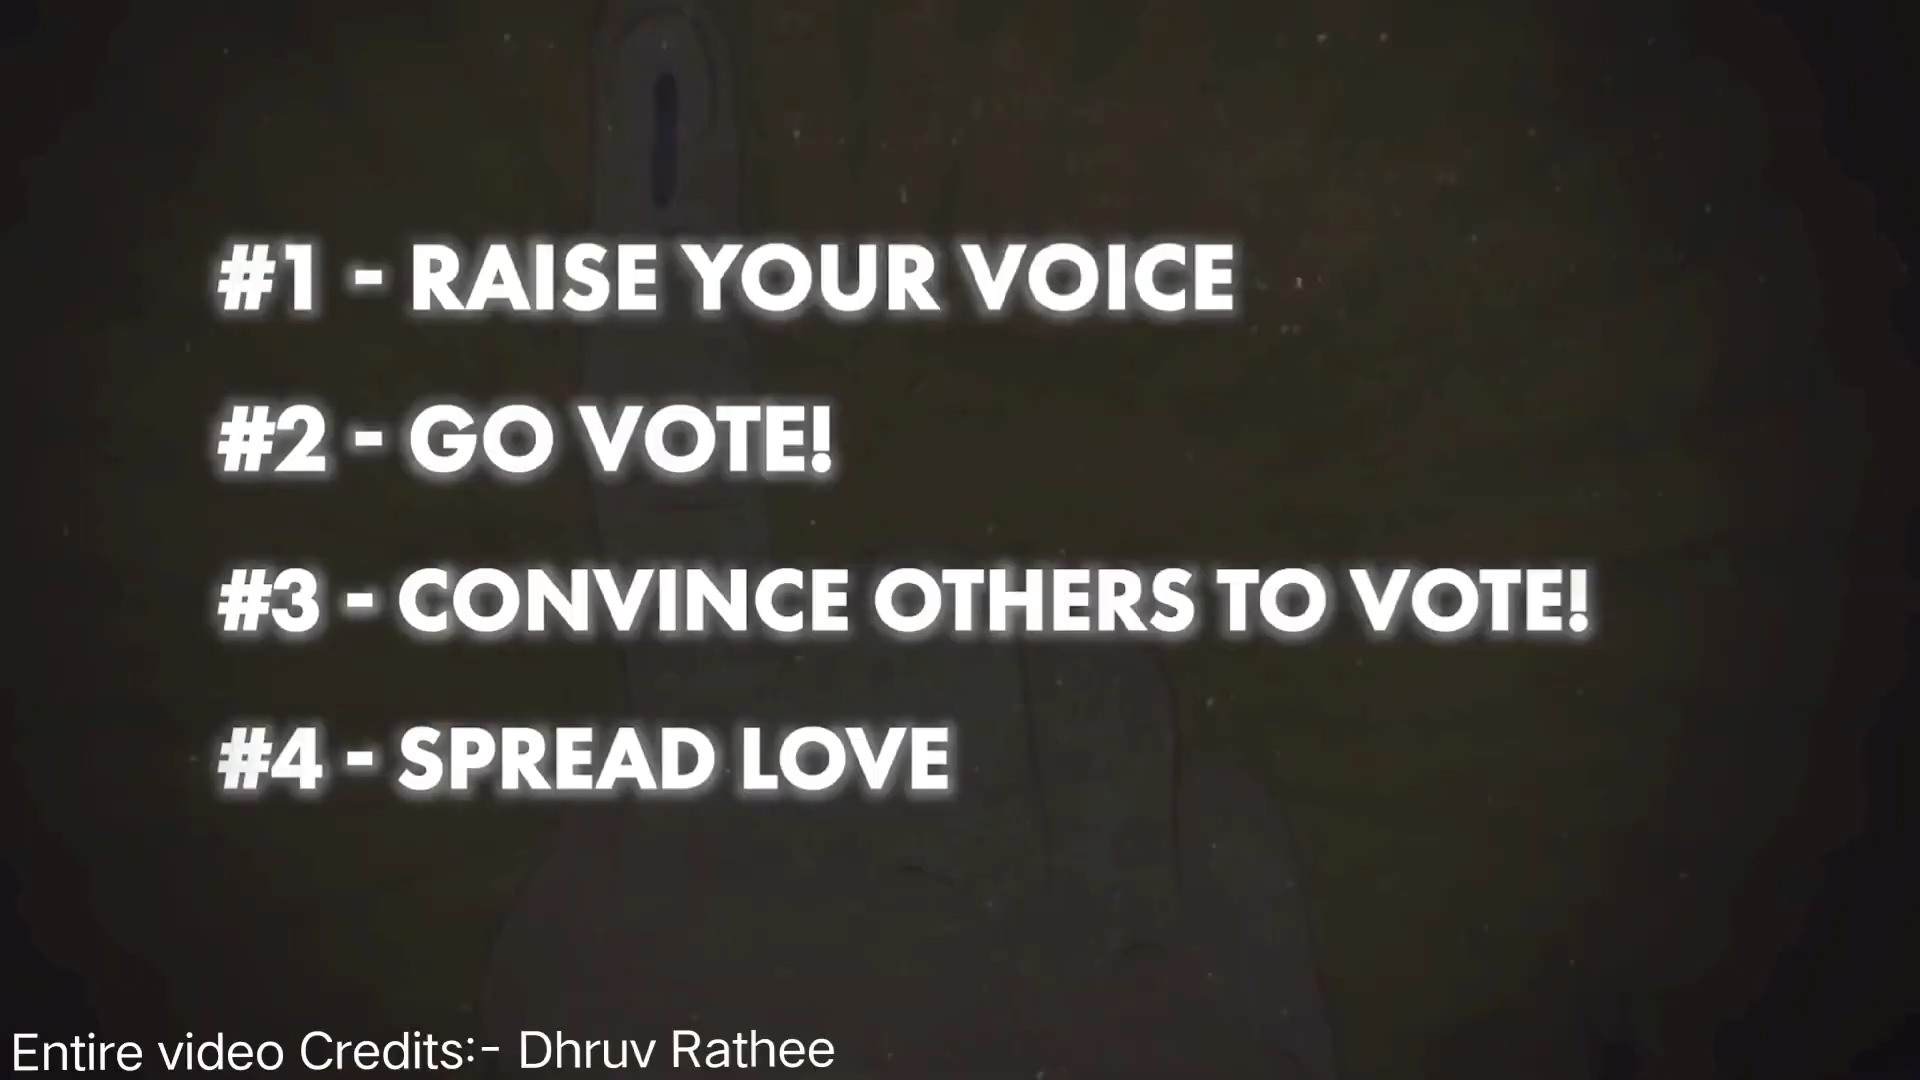 #1 - RAISE YOUR VOICE
#2 - GO VOTE!
#3 - CONVINCE OTHERS TO VOTE!
#4 - SPREAD LOVE
Entire video Credits:- Dhruv Rathee